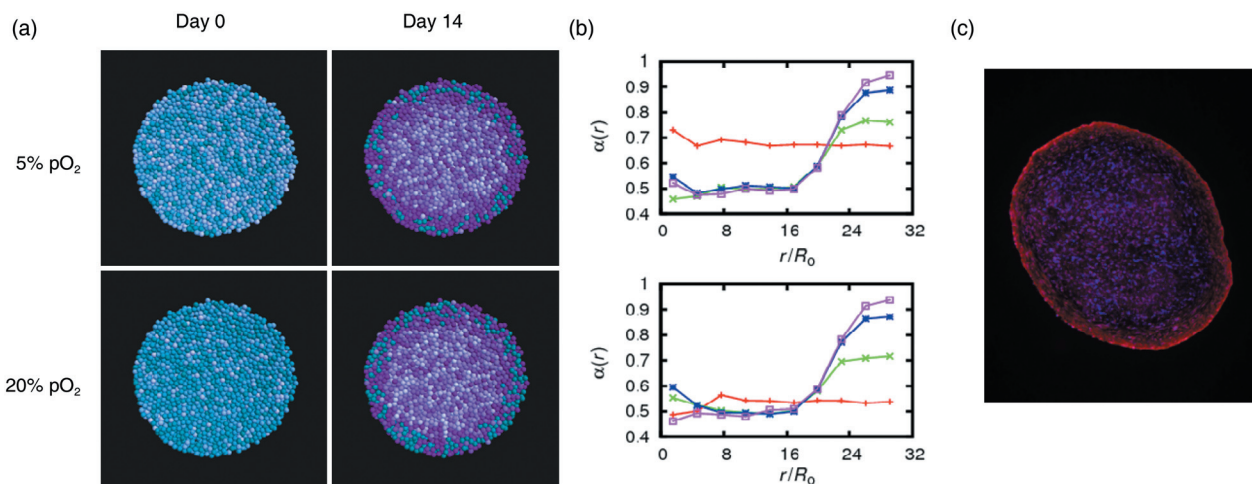 (a)
Day 0
Day 14
(b)
(c)
5% pO₂
20% pO₂
1
0.9
0.8
0.7
0.6
0.5
0.4
α(r)
0 8 16 24 32
r/R₀
1
0.9
0.8
0.7
0.6
0.5
0.4
α(r)
0 8 16 24 32
r/R₀